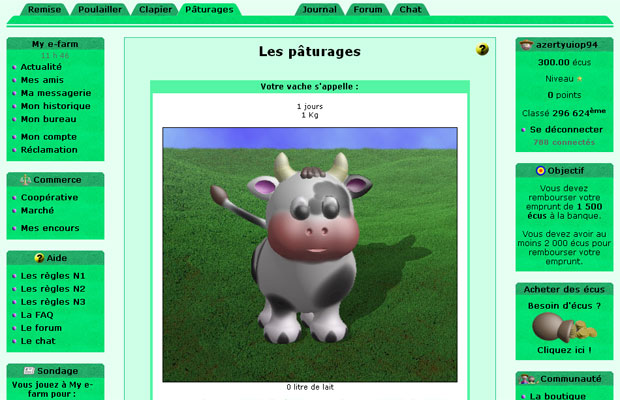 Remise
Poulailler
Clapier
Pâturages
Journal
Forum
Chat
My e-farm
11 h 46
Actualité
Mes amis
Ma messagerie
Mon historique
Mon bureau
Mon compte
Réclamation
Commerce
Coopérative
Marché
Mes encours
Aide
Les règles N1
Les règles N2
Les règles N3
La FAQ
Le forum
Le chat
Sondage
Vous jouez à My e-
farm pour :
Les pâturages
Votre vache s'appelle :
1 jours
1 Kg
0 litre de lait
azertyuiop94
300.00 écus
Niveau
0 points
Classé 296 624ème
Se déconnecter
788 connectés
Objectif
Vous devez
rembourser votre
emprunt de 1 500
écus à la banque.
Vous devez avoir au
moins 2 000 écus pour
rembourser votre
emprunt.
Acheter des écus
Besoin d'écus ?
Cliquez ici !
Communauté
La boutique